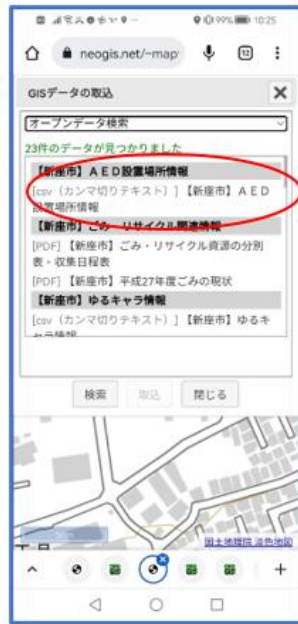 99% 10:25
neogis.net/~map
12
GISデータの取込
オープンデータ検索
23件のデータが見つかりました
【新座市】ＡＥＤ設置場所情報
[csv（カンマ切りテキスト）] 【新座市】ＡＥＤ
設置場所情報
【新座市】ごみ・リサイクル関連情報
[PDF] 【新座市】ごみ・リサイクル資源の分別
表・収集日程表
[PDF] 【新座市】平成27年度ごみの現状
【新座市】ゆるキャラ情報
[csv（カンマ切りテキスト）] 【新座市】ゆるキ
ャラ情報
検索 取込 閉じる
国土地理院 淡色地図
丁目